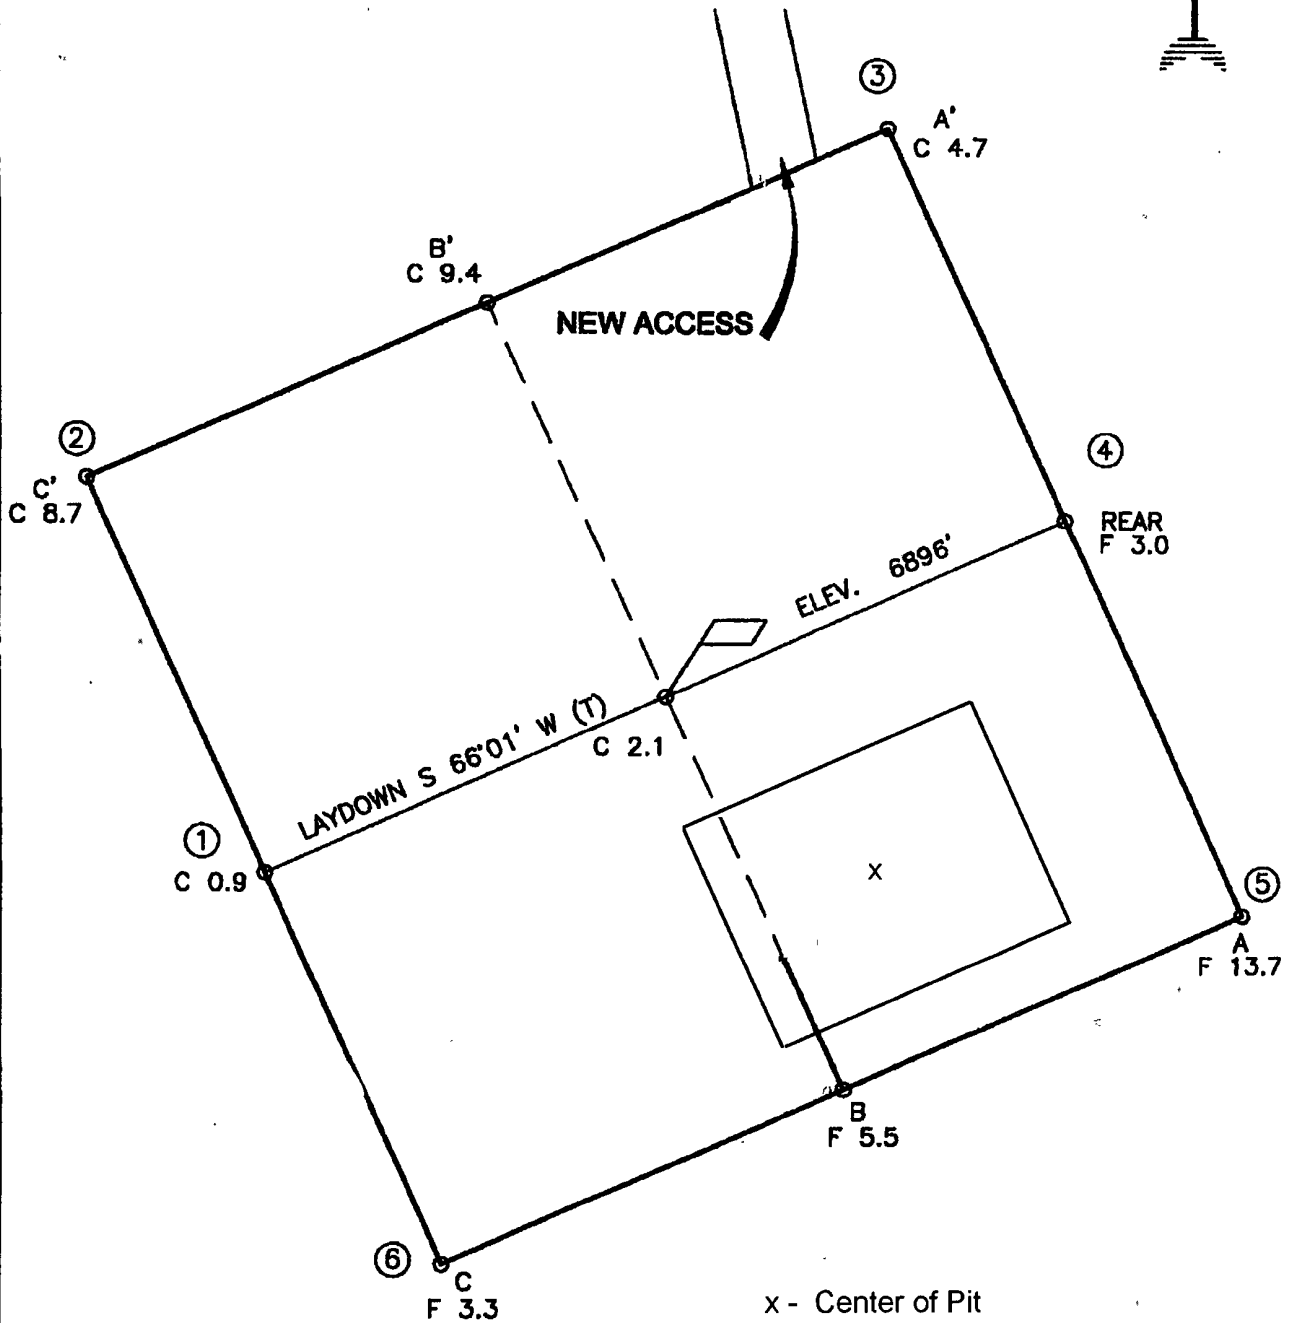 3
A'
C 4.7
B'
C 9.4
NEW ACCESS
2
C'
C 8.7
4
REAR
F 3.0
ELEV. 6896'
LAYDOWN S 66°01' W (T)
C 2.1
1
C 0.9
x
5
A
F 13.7
B
F 5.5
6
C
F 3.3
x - Center of Pit